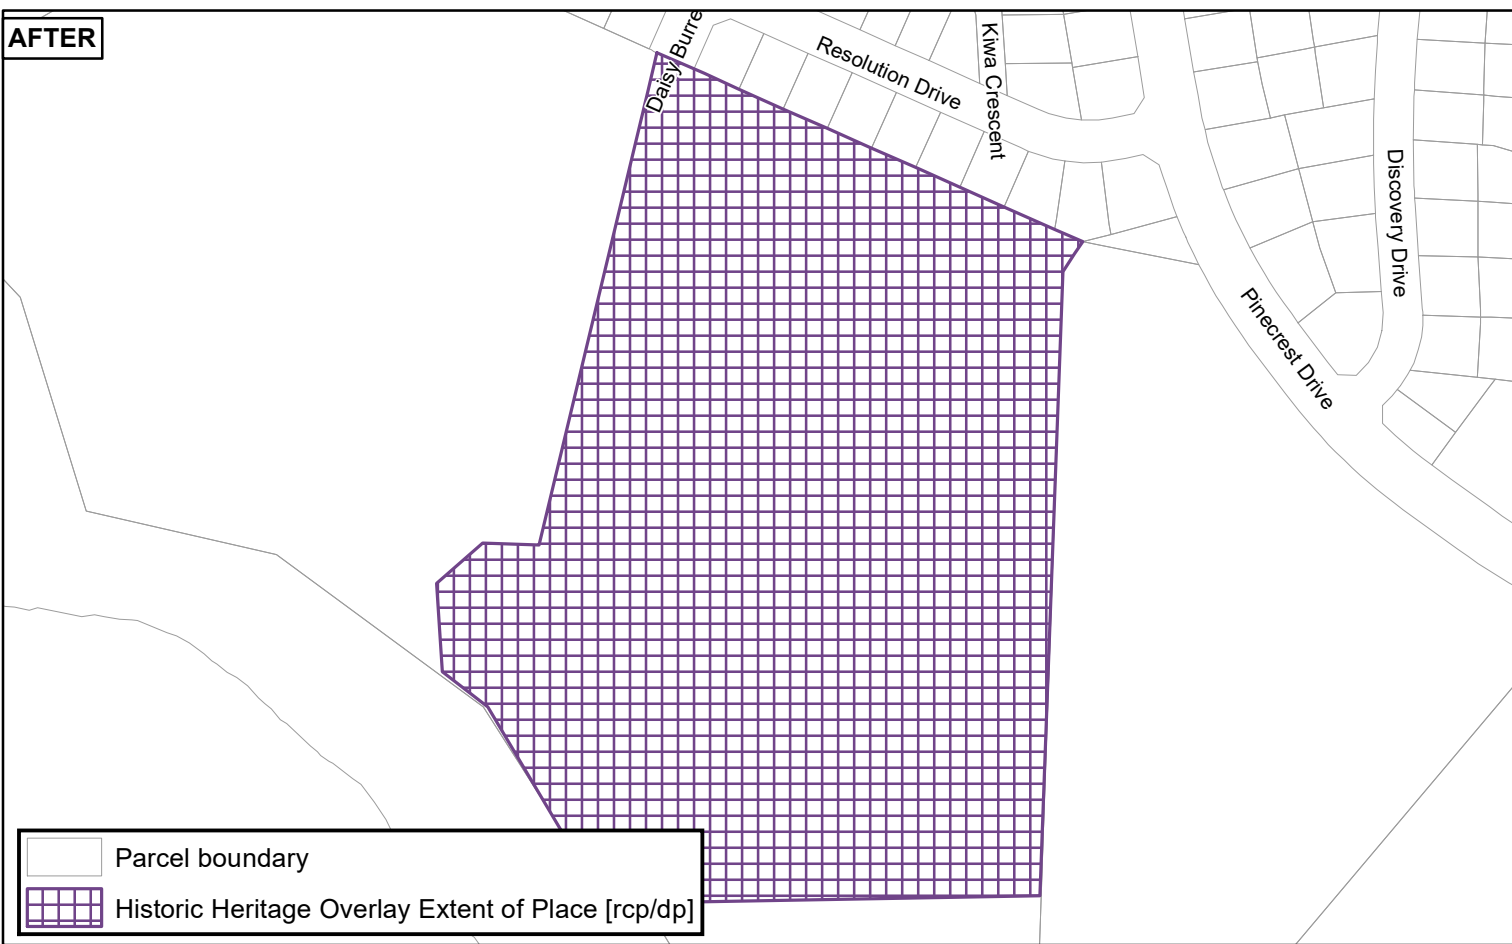 AFTER
Daisy Burre
Resolution Drive
Kiwa Crescent
Discovery Drive
Pinecrest Drive
Parcel boundary
Historic Heritage Overlay Extent of Place [rcp/dp]